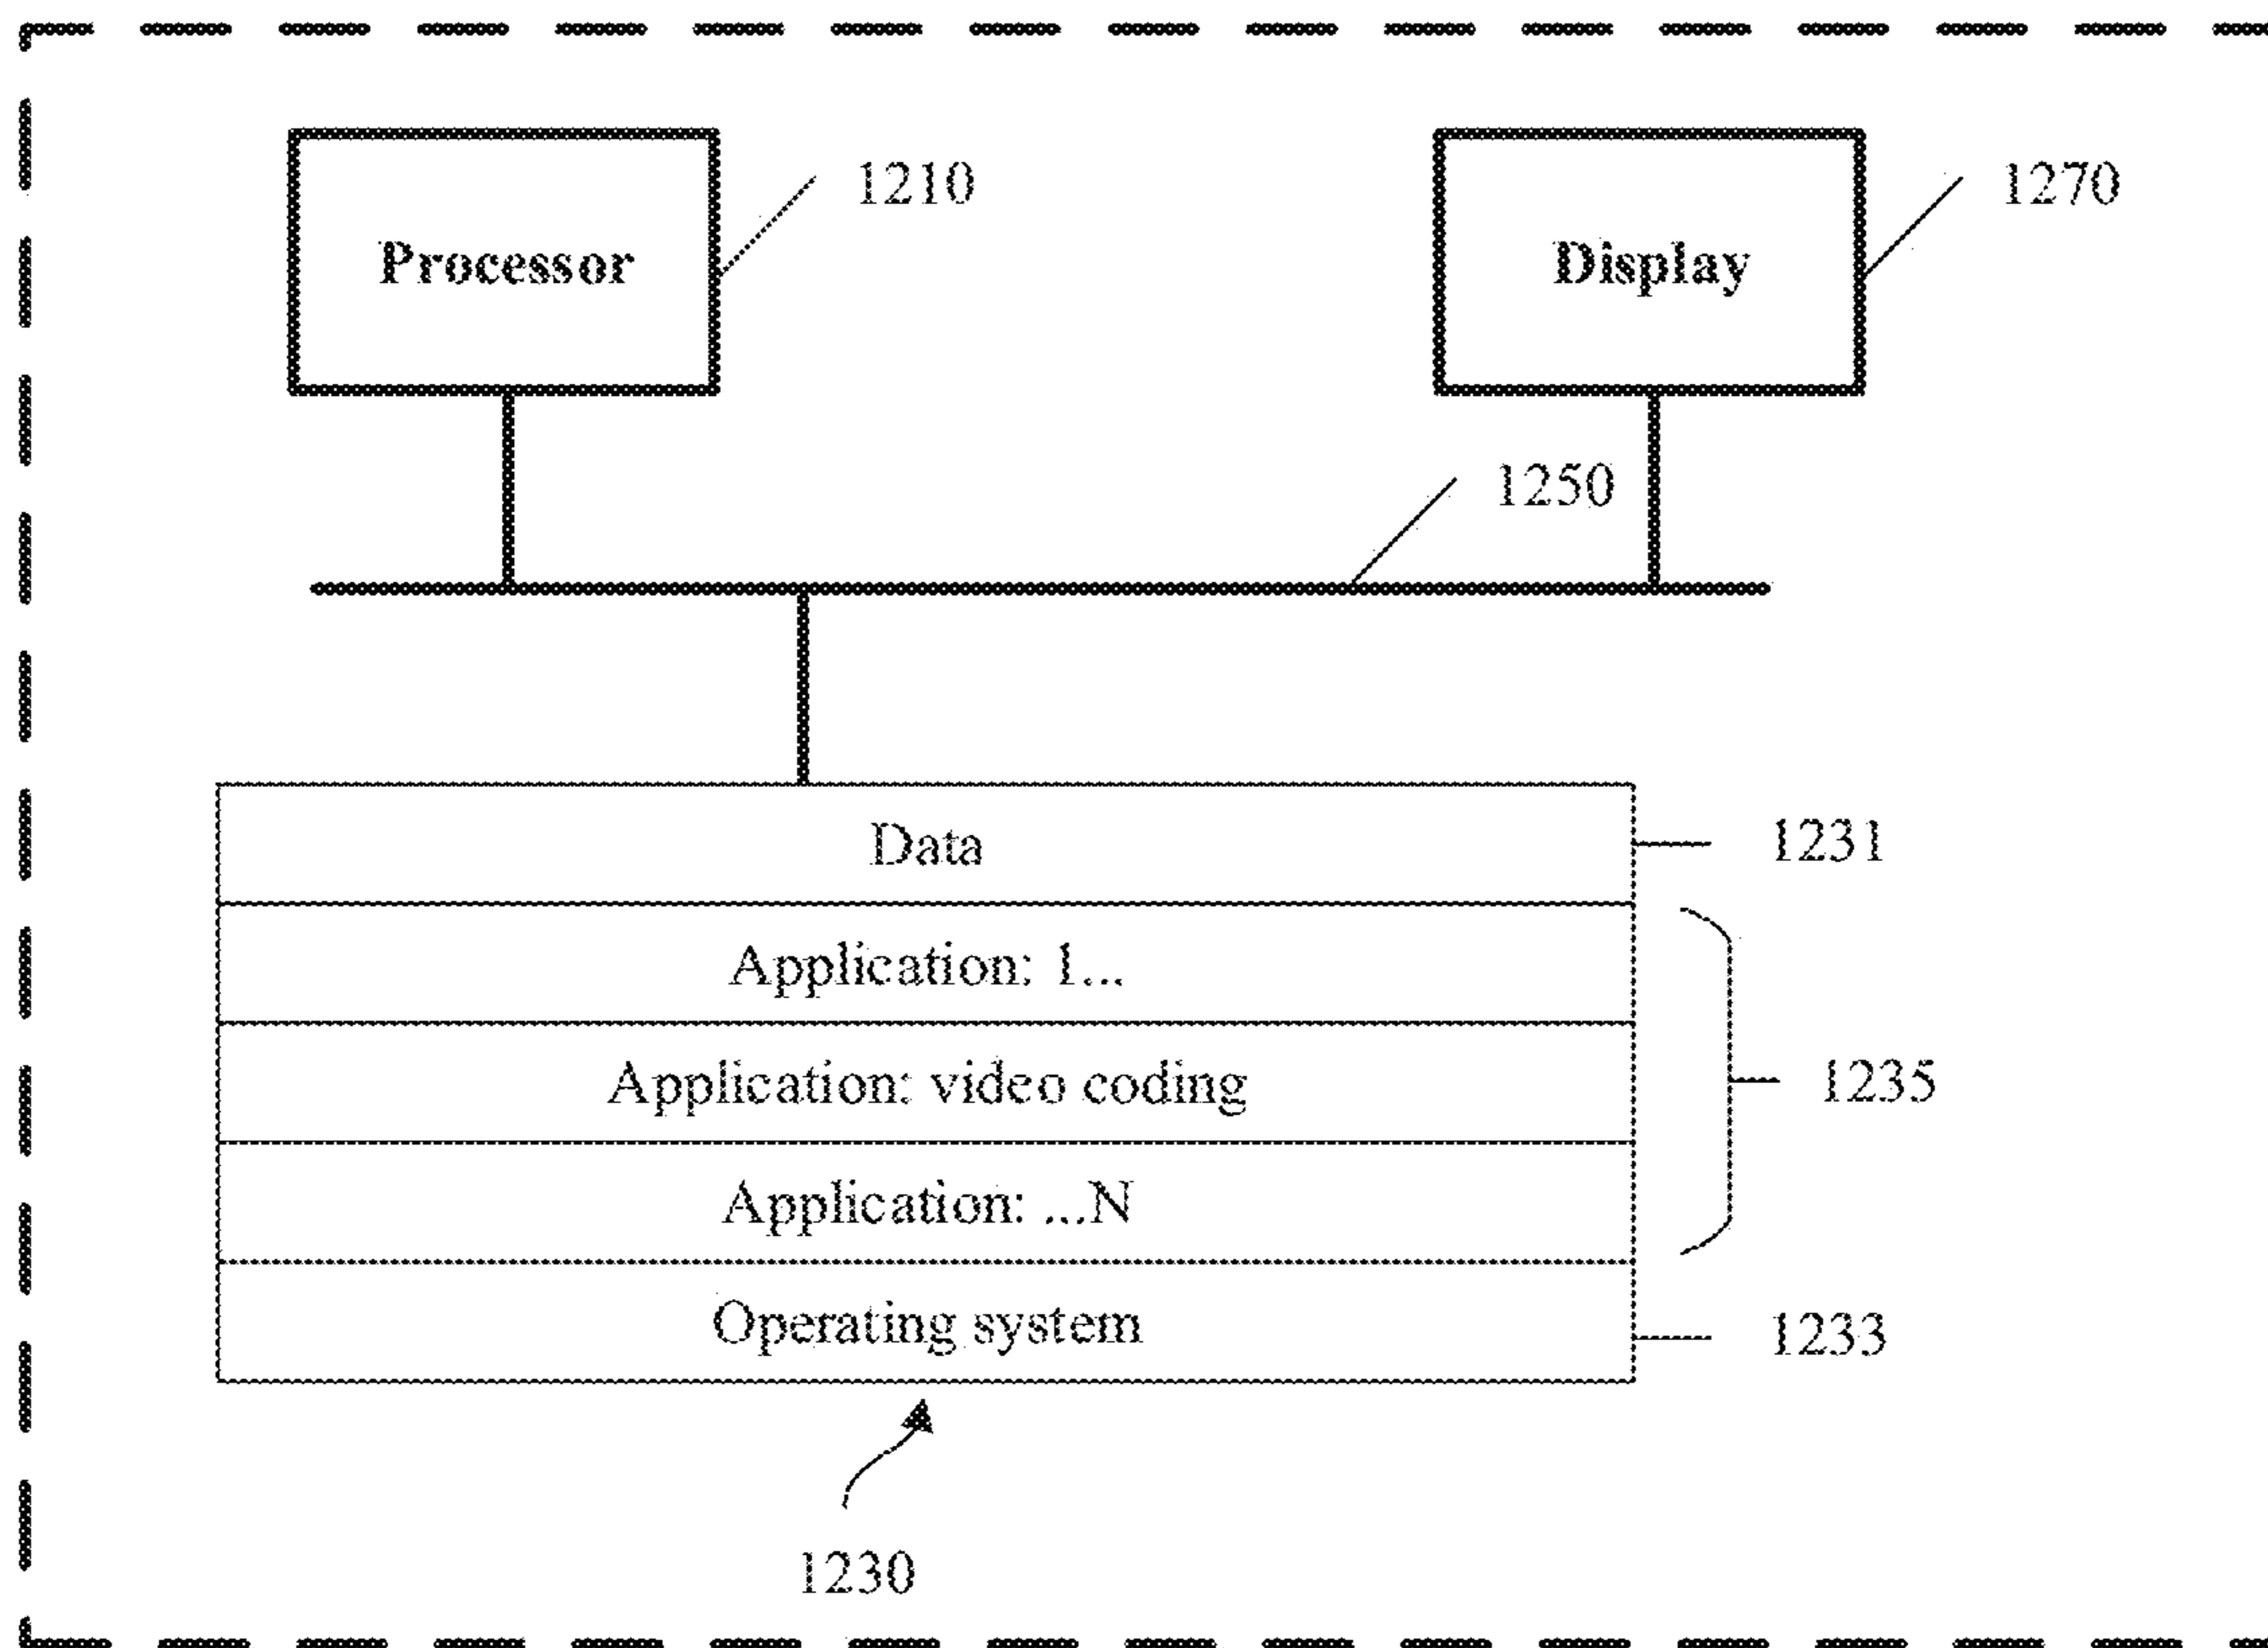 1210
1270
Processor
Display
1250
Data
1231
Application: 1...
Application: video coding
1235
Application: ...N
Operating system
1233
1230